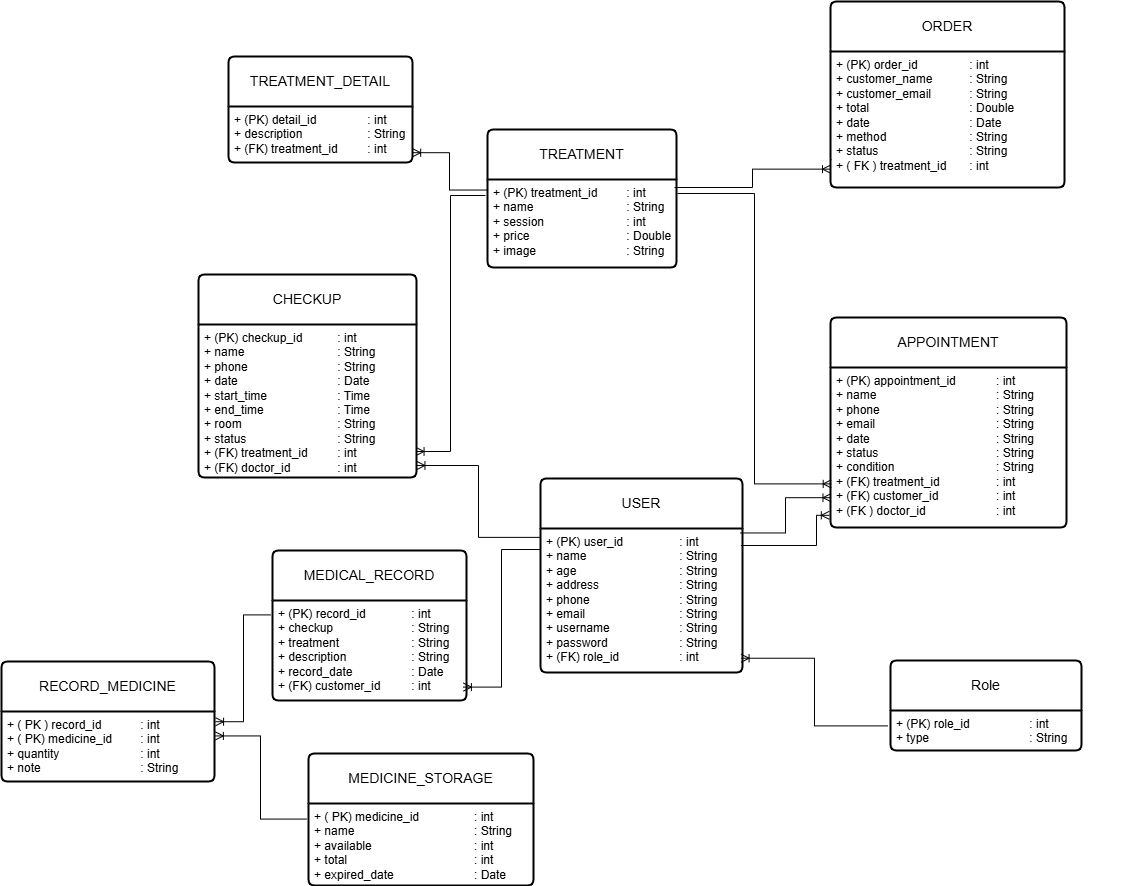 ORDER
+ (PK) order_id : int
+ customer_name : String
+ customer_email : String
+ total : Double
+ date : Date
+ method : String
+ status : String
+ ( FK ) treatment_id : int
TREATMENT_DETAIL
+ (PK) detail_id : int
+ description : String
+ (FK) treatment_id : int
TREATMENT
+ (PK) treatment_id : int
+ name : String
+ session : int
+ price : Double
+ image : String
CHECKUP
+ (PK) checkup_id : int
+ name : String
+ phone : String
+ date : Date
+ start_time : Time
+ end_time : Time
+ room : String
+ status : String
+ (FK) treatment_id : int
+ (FK) doctor_id : int
APPOINTMENT
+ (PK) appointment_id : int
+ name : String
+ phone : String
+ email : String
+ date : String
+ status : String
+ condition : String
+ (FK) treatment_id : int
+ (FK) customer_id : int
+ (FK ) doctor_id : int
USER
+ (PK) user_id : int
+ name : String
+ age : String
+ address : String
+ phone : String
+ email : String
+ username : String
+ password : String
+ (FK) role_id : int
MEDICAL_RECORD
+ (PK) record_id : int
+ checkup : String
+ treatment : String
+ description : String
+ record_date : Date
+ (FK) customer_id : int
RECORD_MEDICINE
+ ( PK ) record_id : int
+ ( PK) medicine_id : int
+ quantity : int
+ note : String
Role
+ (PK) role_id : int
+ type : String
MEDICINE_STORAGE
+ ( PK) medicine_id : int
+ name : String
+ available : int
+ total : int
+ expired_date : Date